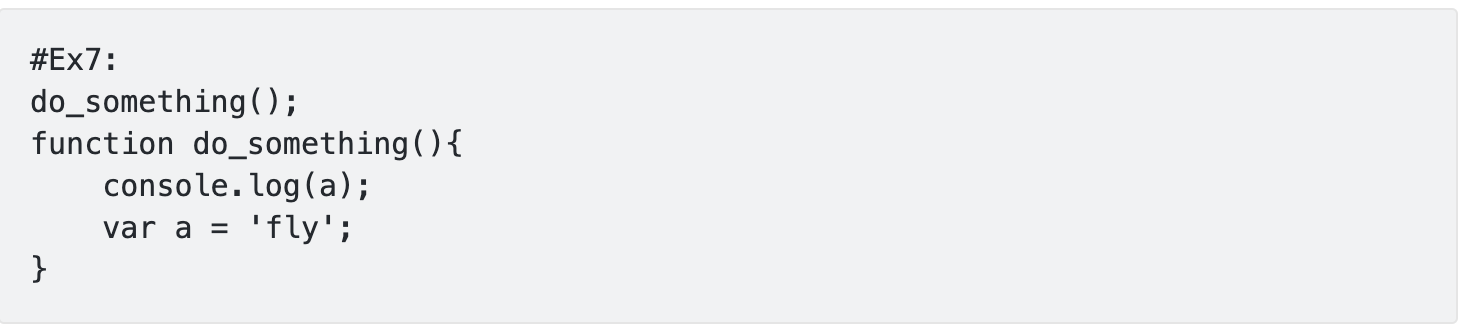 #Ex7:
do_something();
function do_something(){
    console.log(a);
    var a = 'fly';
}